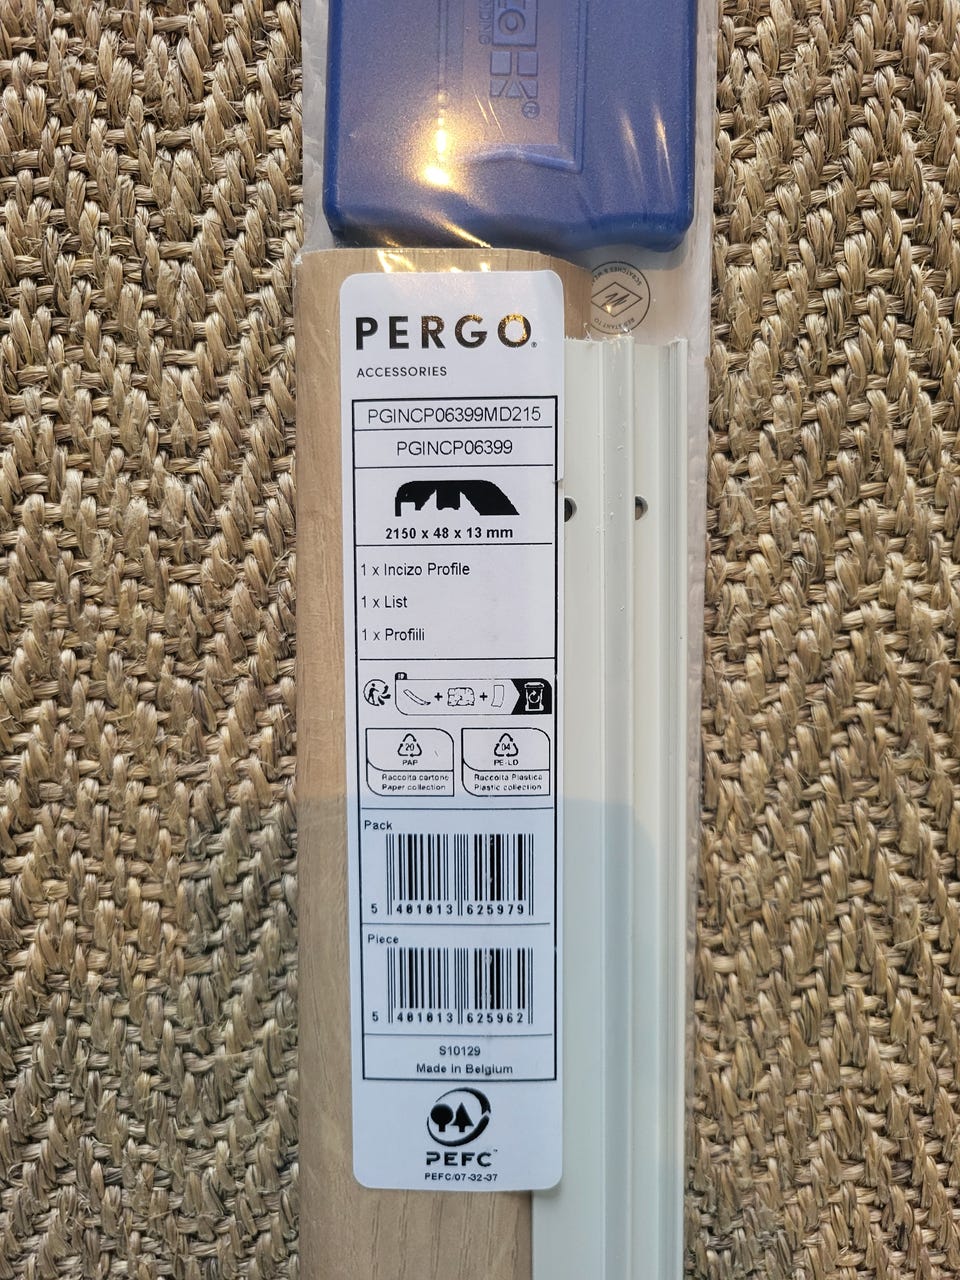 PERGO®
ACCESSORIES
PGINCP06399MD215
PGINCP06399
2150 x 48 x 13 mm
1 x Incizo Profile
1 x List
1 x Profiili
20
PAP
Raccolta cartone
Paper collection
04
PE-LD
Raccolta Plastica
Plastic collection
Pack
5 401013 625979
Piece
5 401013 625962
S10129
Made in Belgium
PEFC™
PEFC/07-32-37